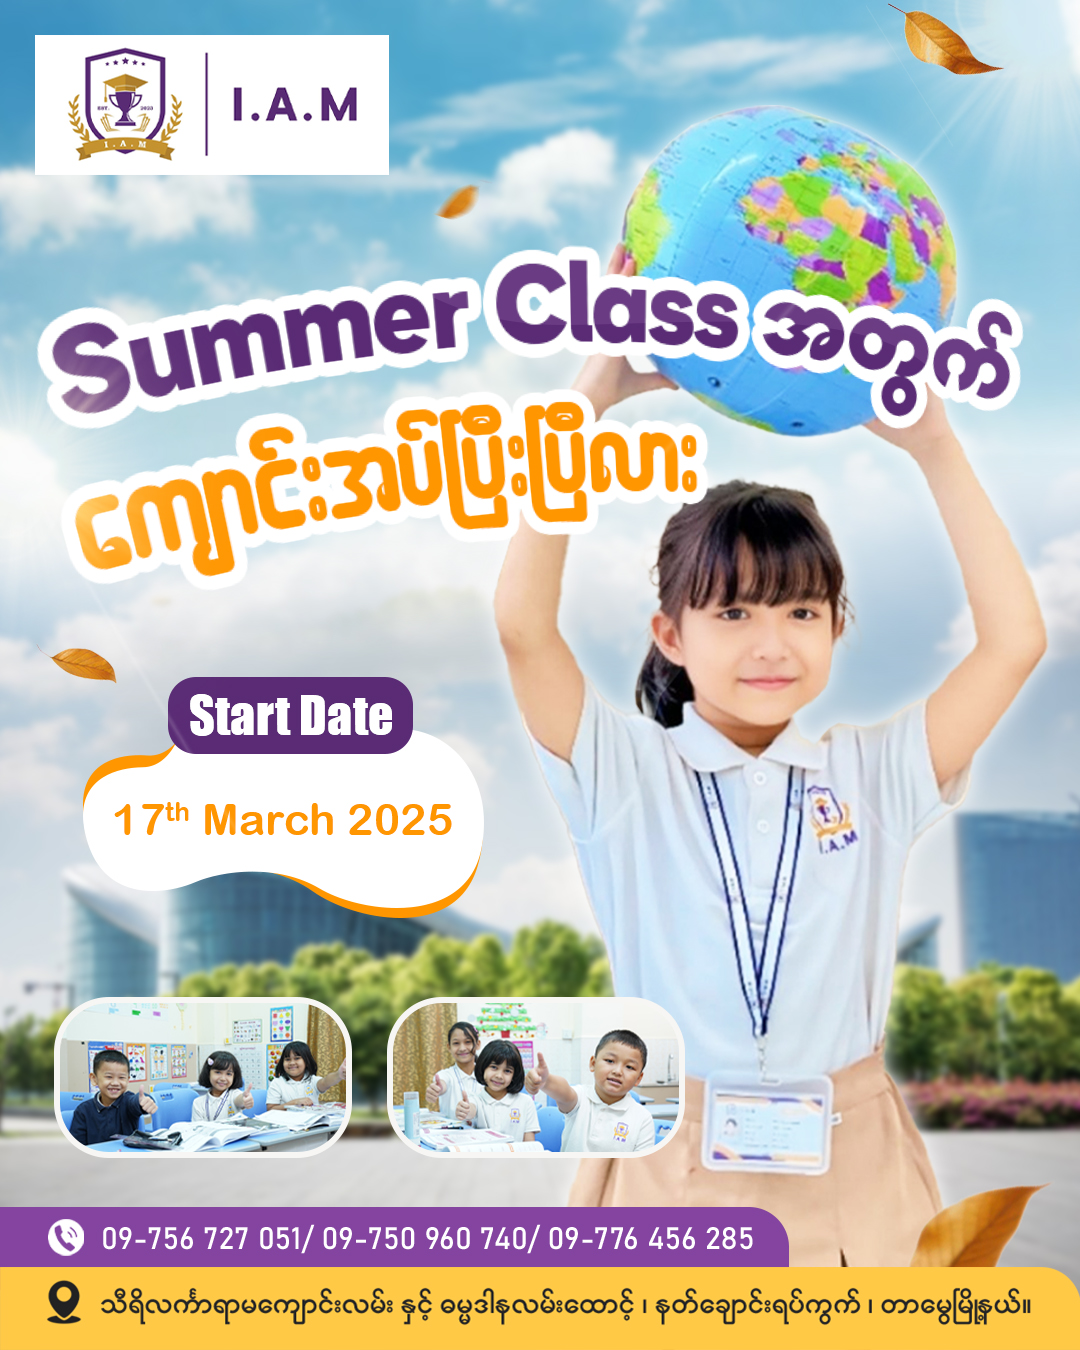 EST. 2023
I.A.M
I.A.M
Summer Class အတွက်
ကျောင်းအပ်ပြီးပြီလား
Start Date
17th March 2025
I.A.M
09-756 727 051/ 09-750 960 740/ 09-776 456 285
သီရိလင်္ကာရာမကျောင်းလမ်း နှင့် ဓမ္မဒါနလမ်းထောင့် ၊ နတ်ချောင်းရပ်ကွက် ၊ တာမွေမြို့နယ်။